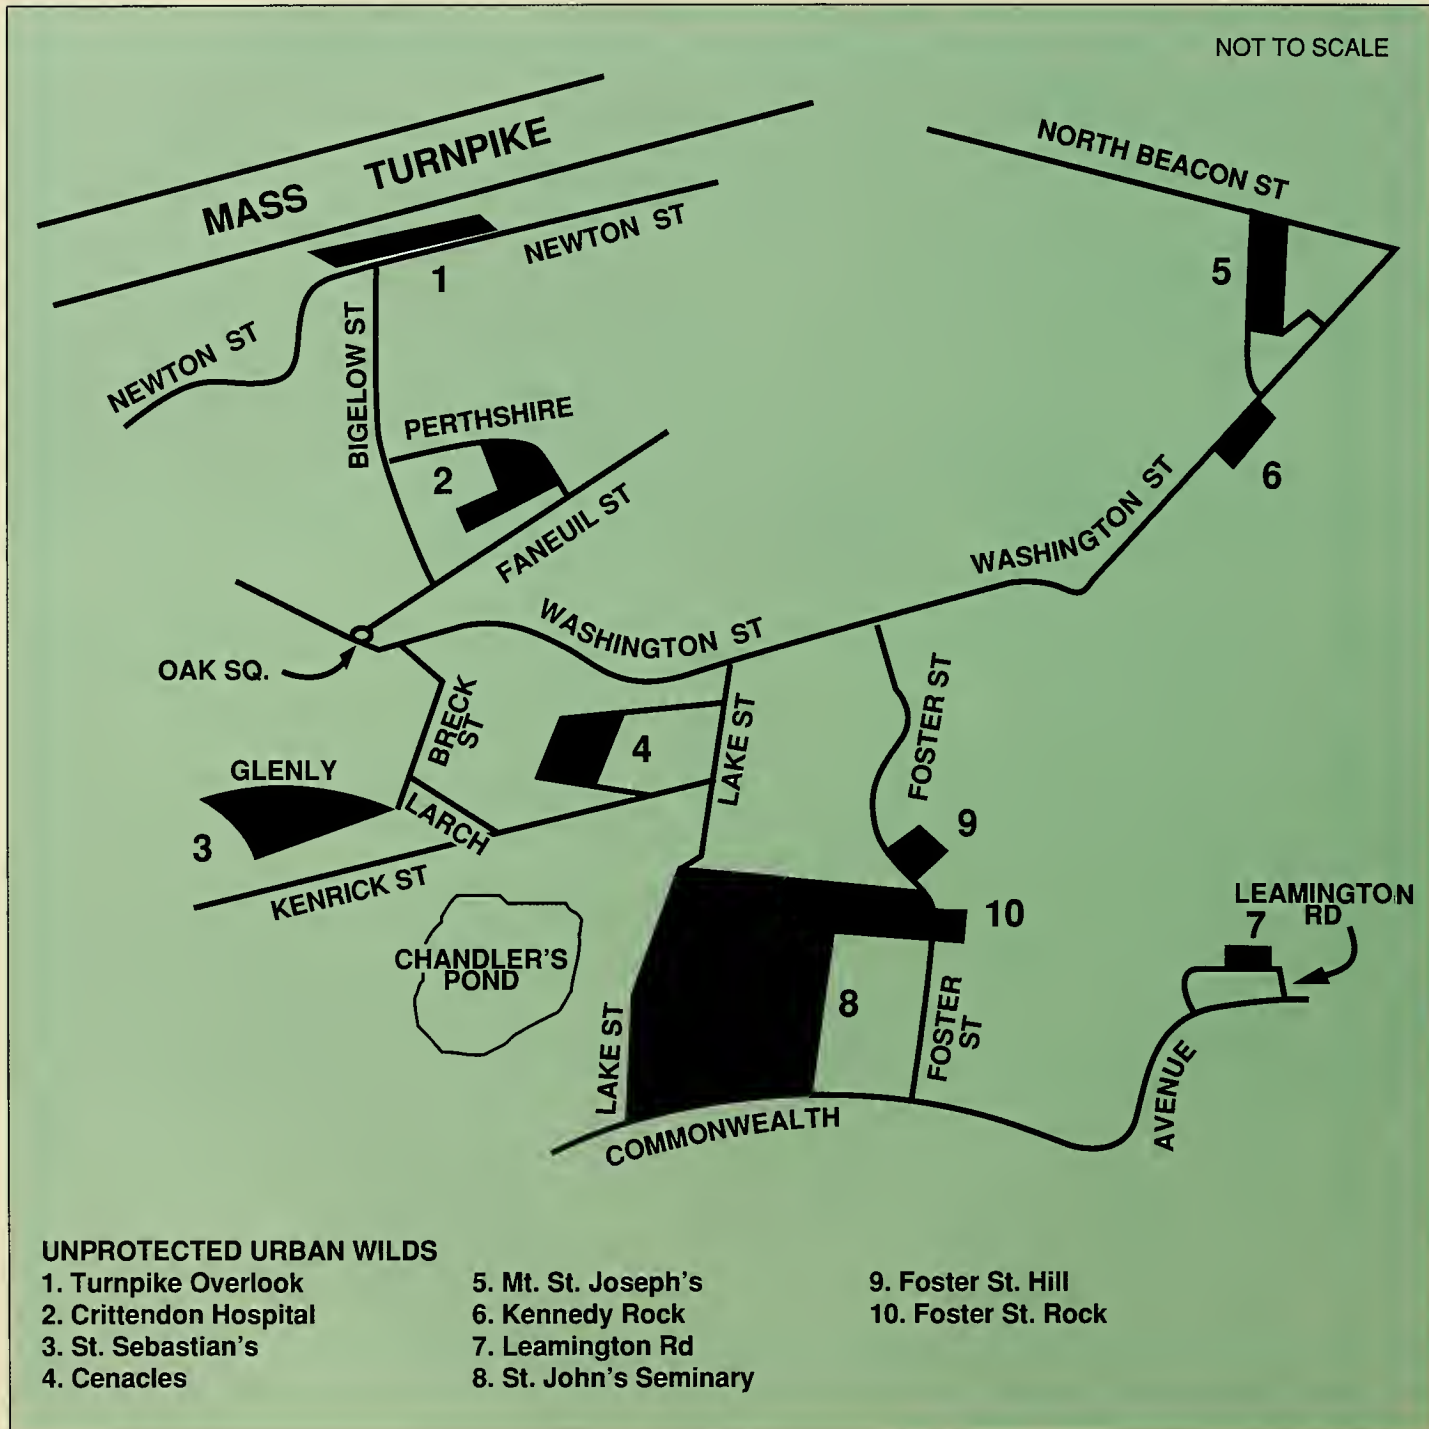 NOT TO SCALE
MASS TURNPIKE
NORTH BEACON ST
NEWTON ST
1
5
NEWTON ST
BIGELOW ST
PERTHSHIRE
2
6
FANEUIL ST
WASHINGTON ST
WASHINGTON ST
OAK SQ.
BRECK
ST
FOSTER ST
LAKE ST
4
GLENLY
LARCH
3
9
KENRICK ST
10
LEAMINGTON
RD
7
CHANDLER'S
POND
8
LAKE ST
FOSTER
ST
COMMONWEALTH
AVENUE
UNPROTECTED URBAN WILDS
1. Turnpike Overlook
2. Crittendon Hospital
3. St. Sebastian's
4. Cenacles
5. Mt. St. Joseph's
6. Kennedy Rock
7. Leamington Rd
8. St. John's Seminary
9. Foster St. Hill
10. Foster St. Rock